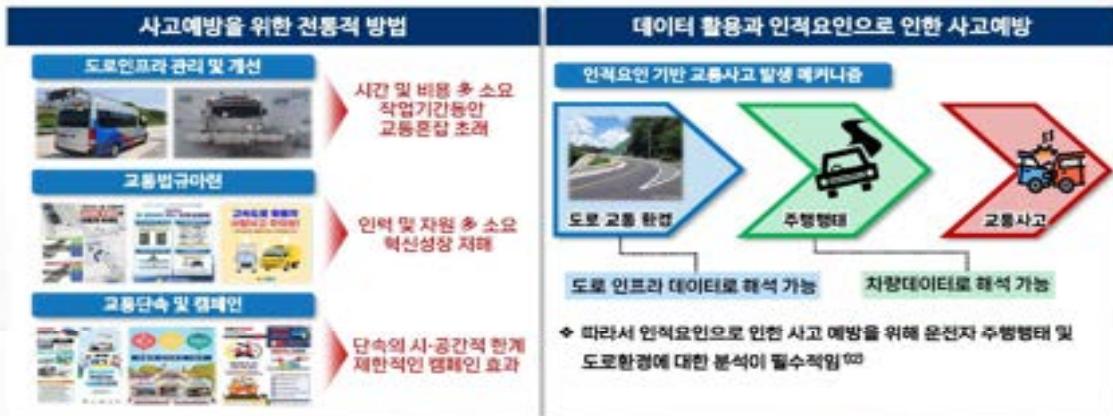 사고예방을 위한 전통적 방법
도로인프라 관리 및 개선
시간 및 비용 多 소요
작업기간동안
교통혼잡 초래
교통법규마련
인력 및 자원 多 소요
혁신성장 저해
교통단속 및 캠페인
단속의 시·공간적 한계
제한적인 캠페인 효과
데이터 활용과 인적요인으로 인한 사고예방
인적요인 기반 교통사고 발생 메커니즘
도로 교통 환경
주행행태
교통사고
도로 인프라 데이터로 해석 가능
차량데이터로 해석 가능
❖ 따라서 인적요인으로 인한 사고 예방을 위해 운전자 주행행태 및
도로환경에 대한 분석이 필수적임